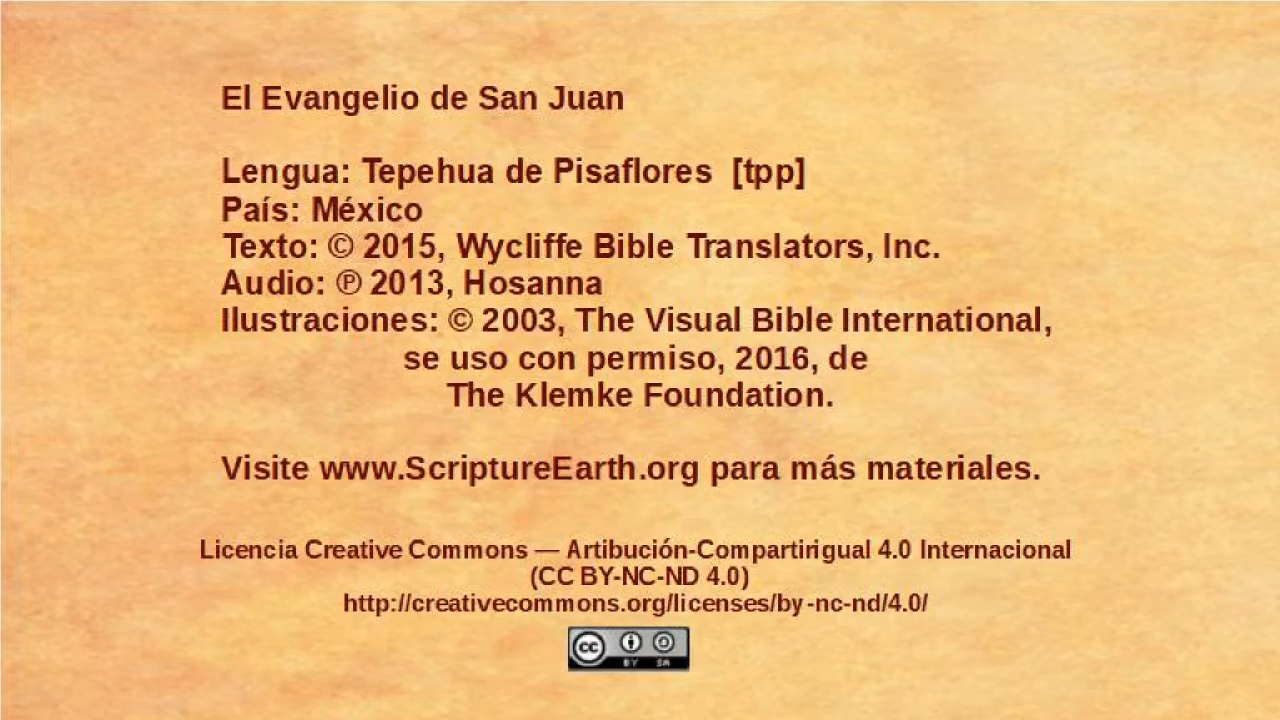 El Evangelio de San Juan
Lengua: Tepehua de Pisaflores [tpp]
País: México
Texto: © 2015, Wycliffe Bible Translators, Inc.
Audio: ℗ 2013, Hosanna
Ilustraciones: © 2003, The Visual Bible International,
se uso con permiso, 2016, de
The Klemke Foundation.
Visite www.ScriptureEarth.org para más materiales.
Licencia Creative Commons — Artibución-Compartirigual 4.0 Internacional
(CC BY-NC-ND 4.0)
http://creativecommons.org/licenses/by-nc-nd/4.0/
cc BY SA